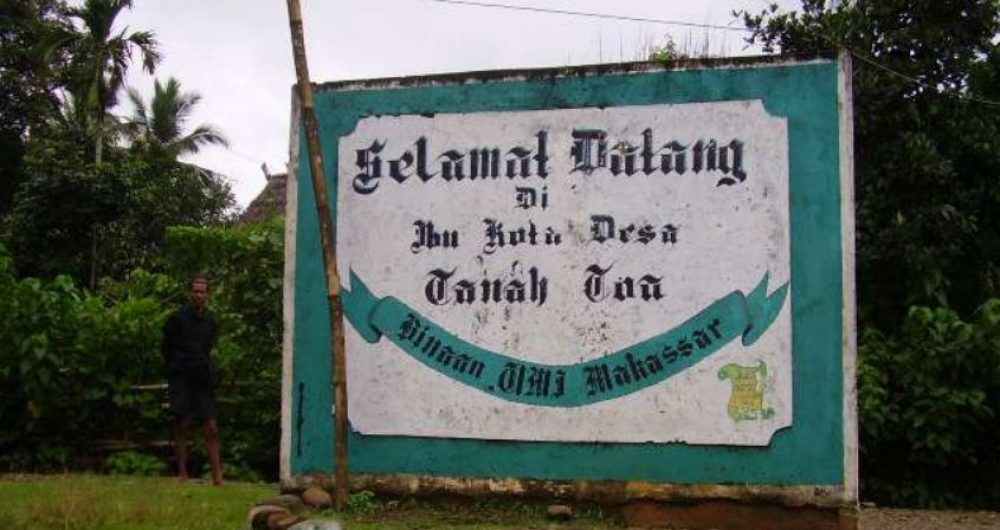 Selamat Datang
Di
Ibu Kota Desa
Tanah Toa
Binaan UMI Makassar